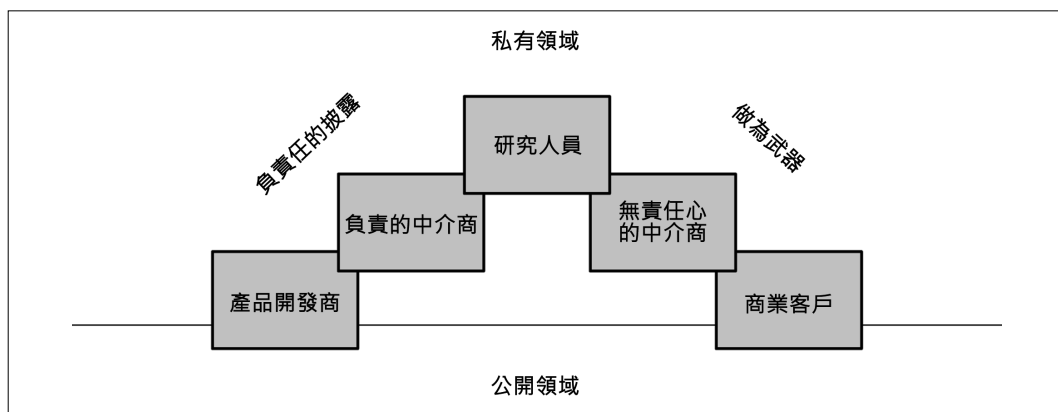 私有領域
負責任的披露
做為武器
研究人員
負責的中介商
無責任心
的中介商
產品開發商
商業客戶
公開領域